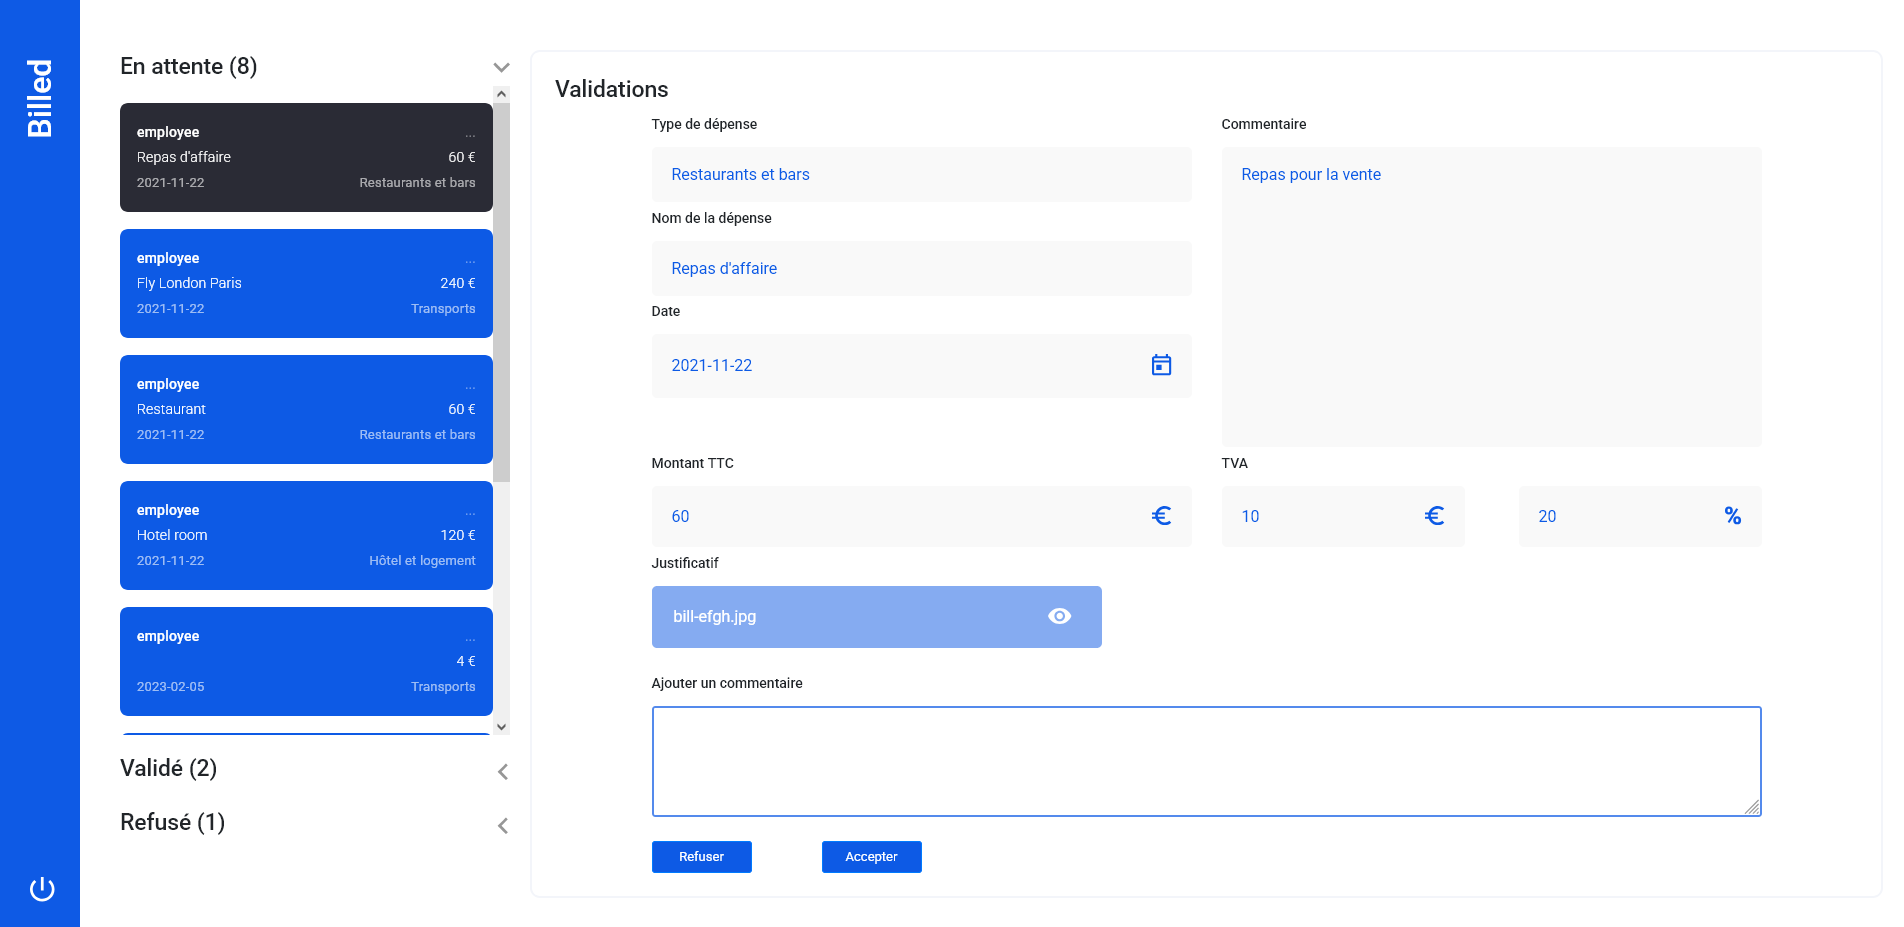 Billed
En attente (8)
employee ...
Repas d'affaire 60 €
2021-11-22 Restaurants et bars
employee ...
Fly London Paris 240 €
2021-11-22 Transports
employee ...
Restaurant 60 €
2021-11-22 Restaurants et bars
employee ...
Hotel room 120 €
2021-11-22 Hôtel et logement
employee ...
4 €
2023-02-05 Transports
Validé (2)
Refusé (1)
Validations
Type de dépense
Restaurants et bars
Nom de la dépense
Repas d'affaire
Date
2021-11-22
Commentaire
Repas pour la vente
Montant TTC
60 €
TVA
10 €
20 %
Justificatif
bill-efgh.jpg
Ajouter un commentaire
Refuser
Accepter